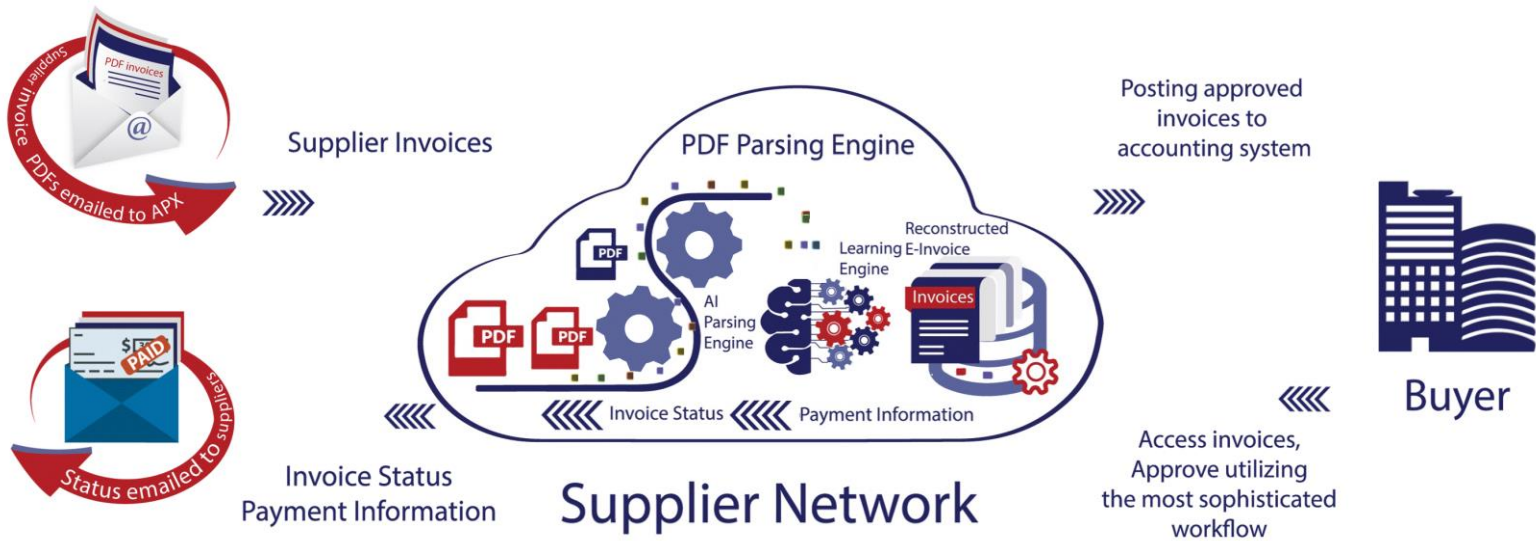 Supplier invoice PDFs emailed to APX
PDF invoices
@
Supplier Invoices
PDF Parsing Engine
PDF
PDF
PDF
AI
Parsing
Engine
Learning
Engine
Reconstructed
E-Invoice
Invoices
Invoice Status
Payment Information
Posting approved
invoices to
accounting system
Buyer
Access invoices,
Approve utilizing
the most sophisticated
workflow
$
PAID
Status emailed to suppliers
Invoice Status
Payment Information
Supplier Network